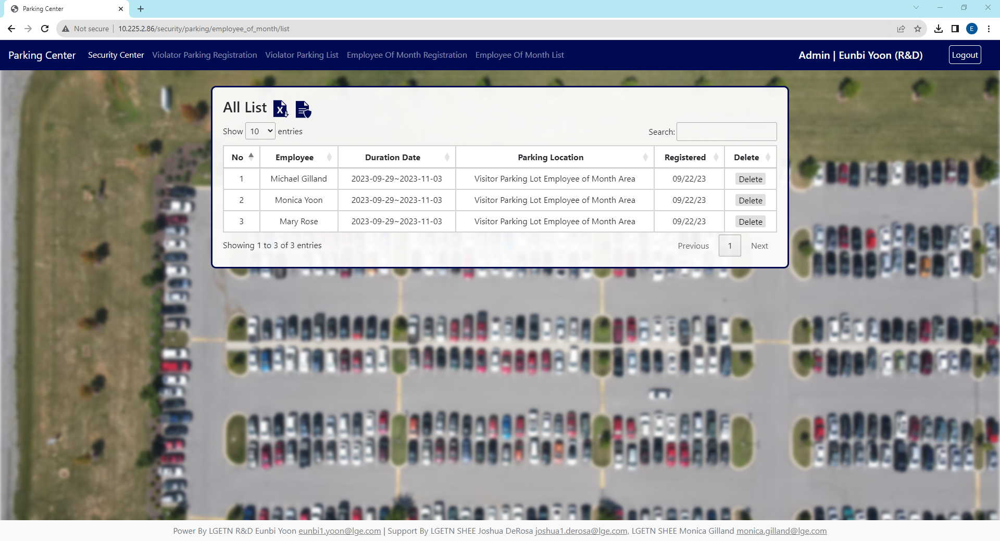 Parking Center
Not secure | 10.225.2.86/security/parking/employee_of_month/list
E
Parking Center Security Center Violator Parking Registration Violator Parking List Employee Of Month Registration Employee Of Month List Admin | Eunbi Yoon (R&D) Logout
All List X
Show 10 entries Search:
No Employee Duration Date Parking Location Registered Delete
1 Michael Gilland 2023-09-29~2023-11-03 Visitor Parking Lot Employee of Month Area 09/22/23 Delete
2 Monica Yoon 2023-09-29~2023-11-03 Visitor Parking Lot Employee of Month Area 09/22/23 Delete
3 Mary Rose 2023-09-29~2023-11-03 Visitor Parking Lot Employee of Month Area 09/22/23 Delete
Showing 1 to 3 of 3 entries Previous 1 Next
Power By LGETN R&D Eunbi Yoon eunbi1.yoon@lge.com | Support By LGETN SHEE Joshua DeRosa joshua1.derosa@lge.com, LGETN SHEE Monica Gilland monica.gilland@lge.com